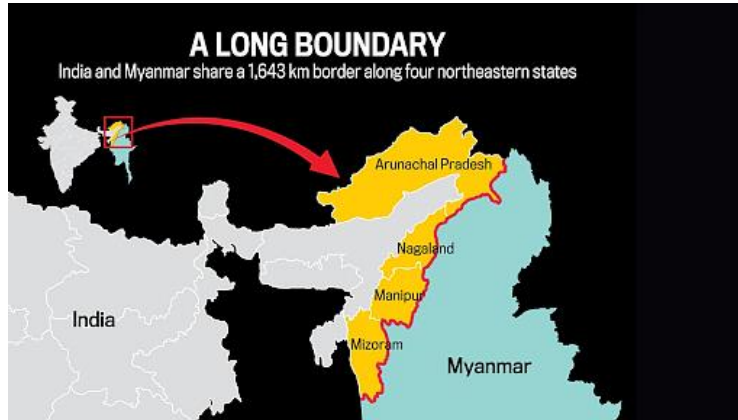 A LONG BOUNDARY
India and Myanmar share a 1,643 km border along four northeastern states
Arunachal Pradesh
Nagaland
Manipur
India
Mizoram
Myanmar